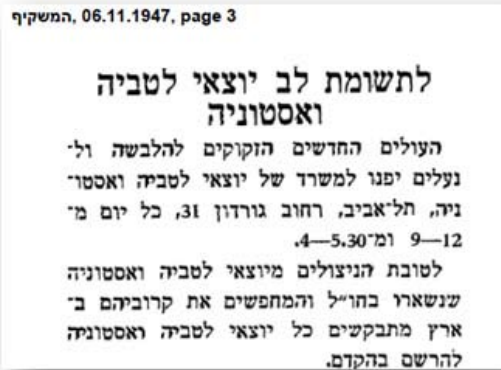 המשקיף, 06.11.1947, page 3
לתשומת לב יוצאי לטביה
ואסטוניה
העולים החדשים הזקוקים להלבשה ול־
נעלים יפנו למשרד של יוצאי לטביה ואסטו־
ניה, תל־אביב, רחוב גורדון 31, כל יום מ־
9—12 ומ־4—5.30.
לטובת הניצולים מיוצאי לטביה ואסטוניה
שנשארו בחו״ל והמחפשים את קרוביהם ב־
ארץ מתבקשים כל יוצאי לטביה ואסטוניה
להרשם בהקדם.